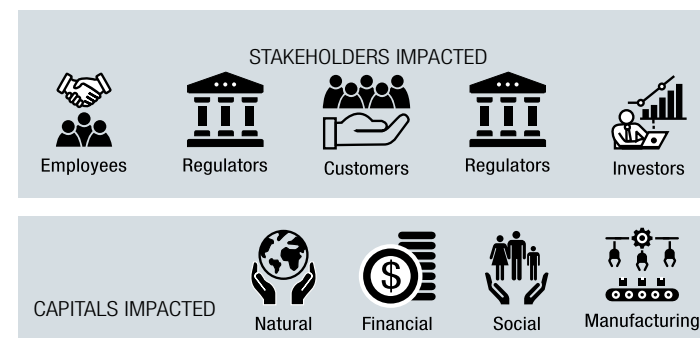 STAKEHOLDERS IMPACTED
Employees
Regulators
Customers
Regulators
Investors
CAPITALS IMPACTED
Natural
Financial
Social
Manufacturing